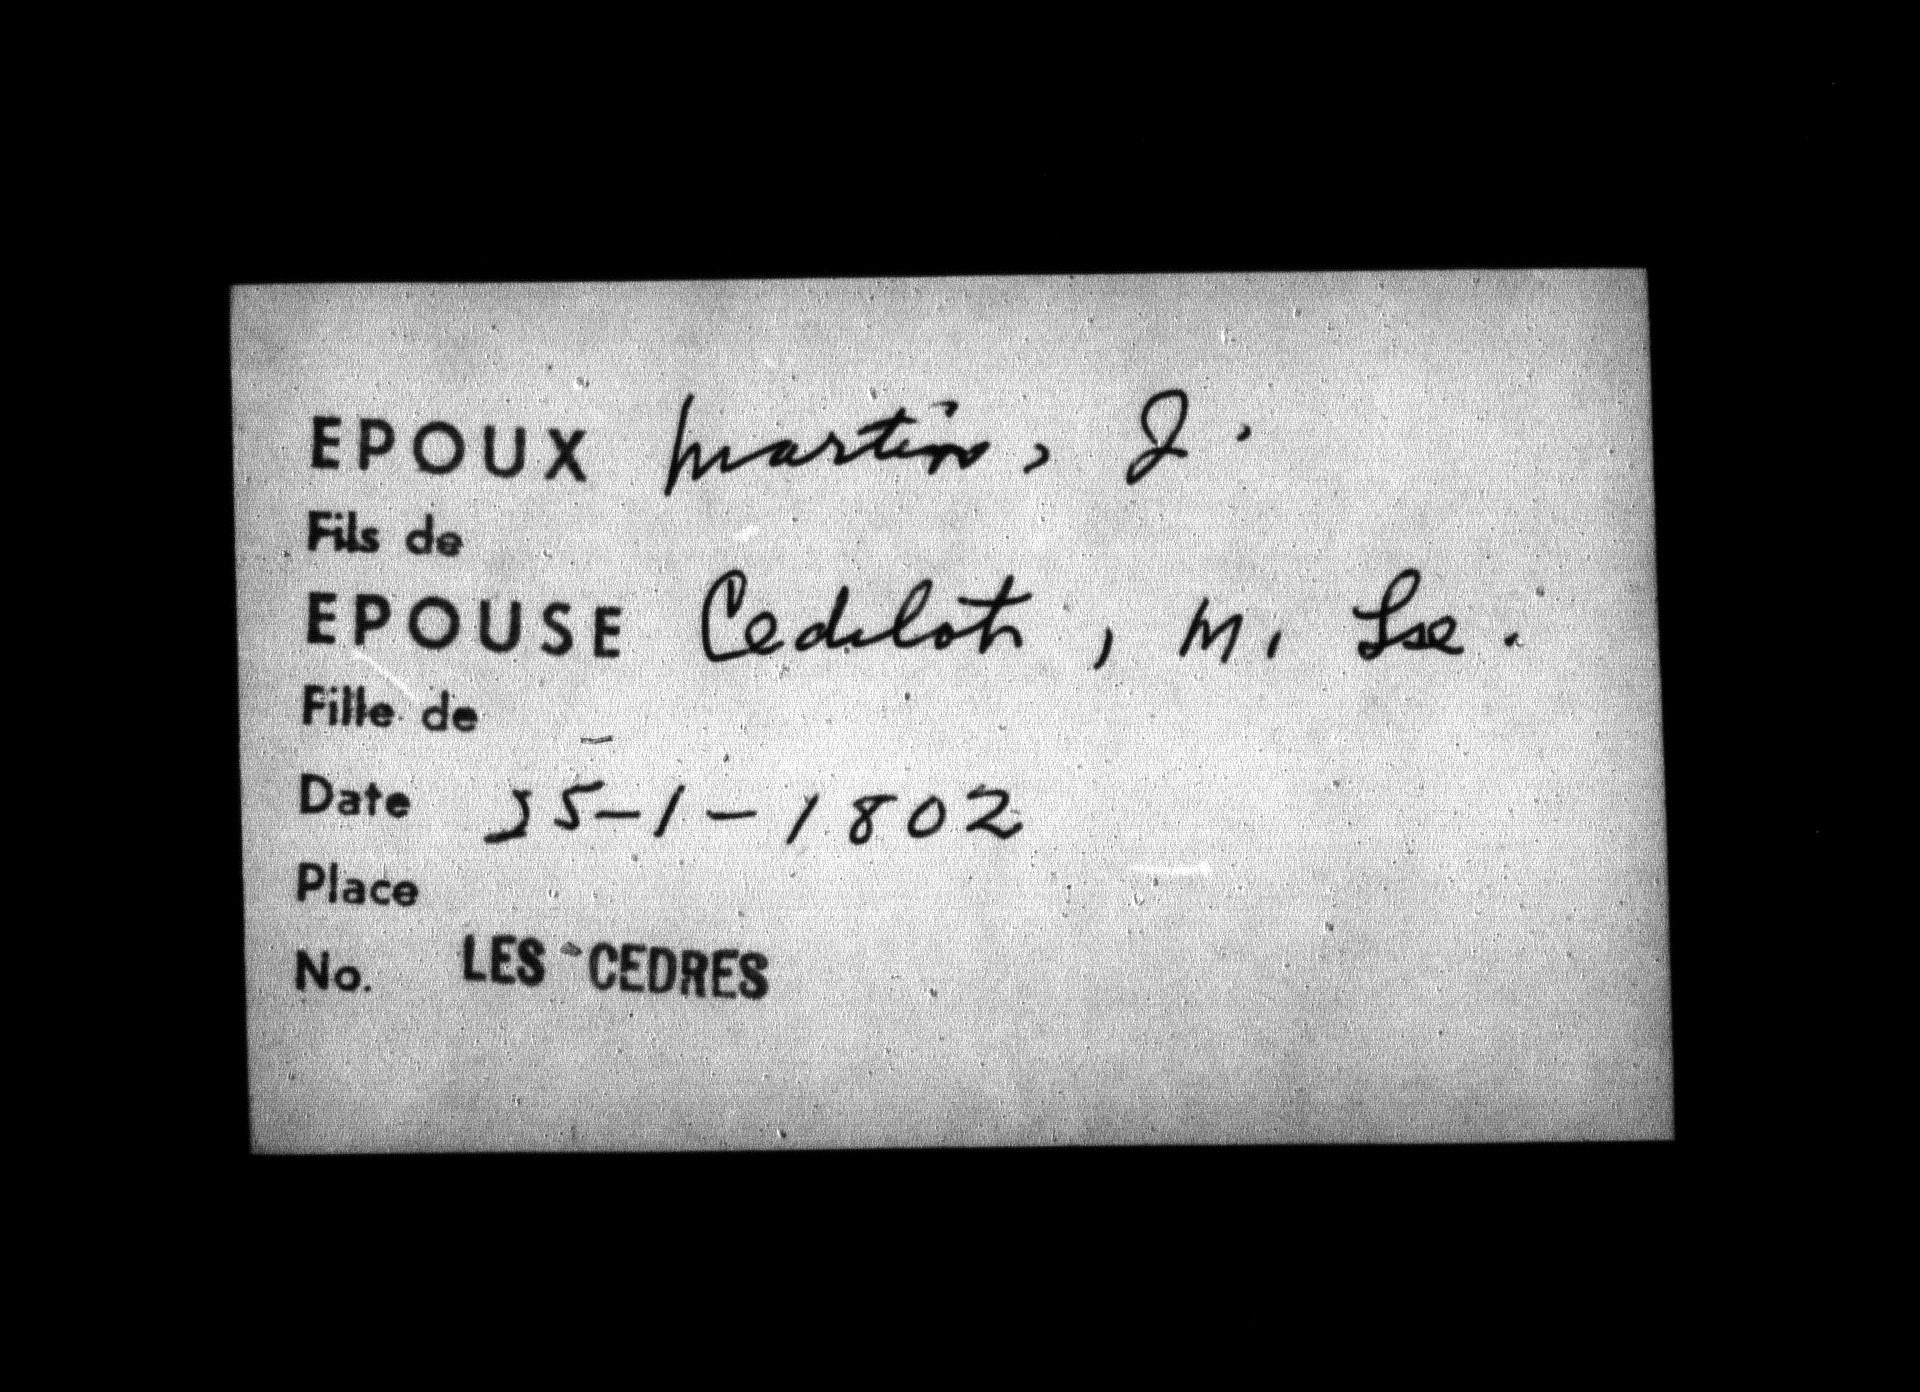 EPOUX Martin, J.
Fils de
EPOUSE Cedilot, M. Lse.
Fille de
Date 25-1-1802
Place
No. LES CEDRES